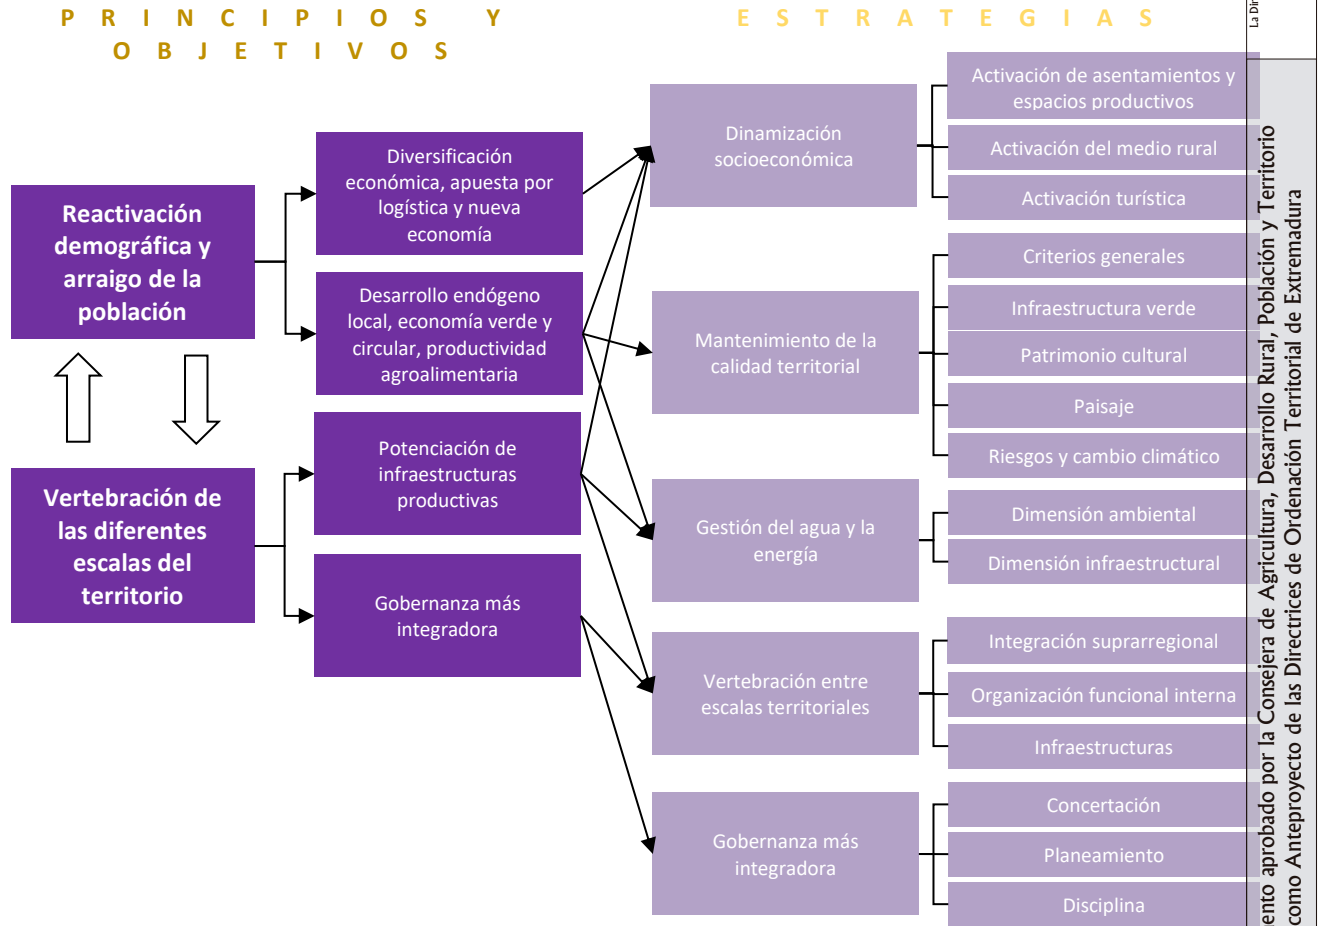 PRINCIPIOS Y
OBJETIVOS
ESTRATEGIAS
Reactivación
demográfica y
arraigo de la
población
Vertebración de
las diferentes
escalas del
territorio
Diversificación
económica, apuesta por
logística y nueva
economía
Desarrollo endógeno
local, economía verde y
circular, productividad
agroalimentaria
Potenciación de
infraestructuras
productivas
Gobernanza más
integradora
Dinamización
socioeconómica
Mantenimiento de la
calidad territorial
Gestión del agua y la
energía
Vertebración entre
escalas territoriales
Gobernanza más
integradora
Activación de asentamientos y
espacios productivos
Activación del medio rural
Activación turística
Criterios generales
Infraestructura verde
Patrimonio cultural
Paisaje
Riesgos y cambio climático
Dimensión ambiental
Dimensión infraestructural
Integración suprarregional
Organización funcional interna
Infraestructuras
Concertación
Planeamiento
Disciplina
La
aprobado por la Consejera de Agricultura, Desarrollo Rural, Población y Territorio
como Anteproyecto de las Directrices de Ordenación Territorial de Extremadura